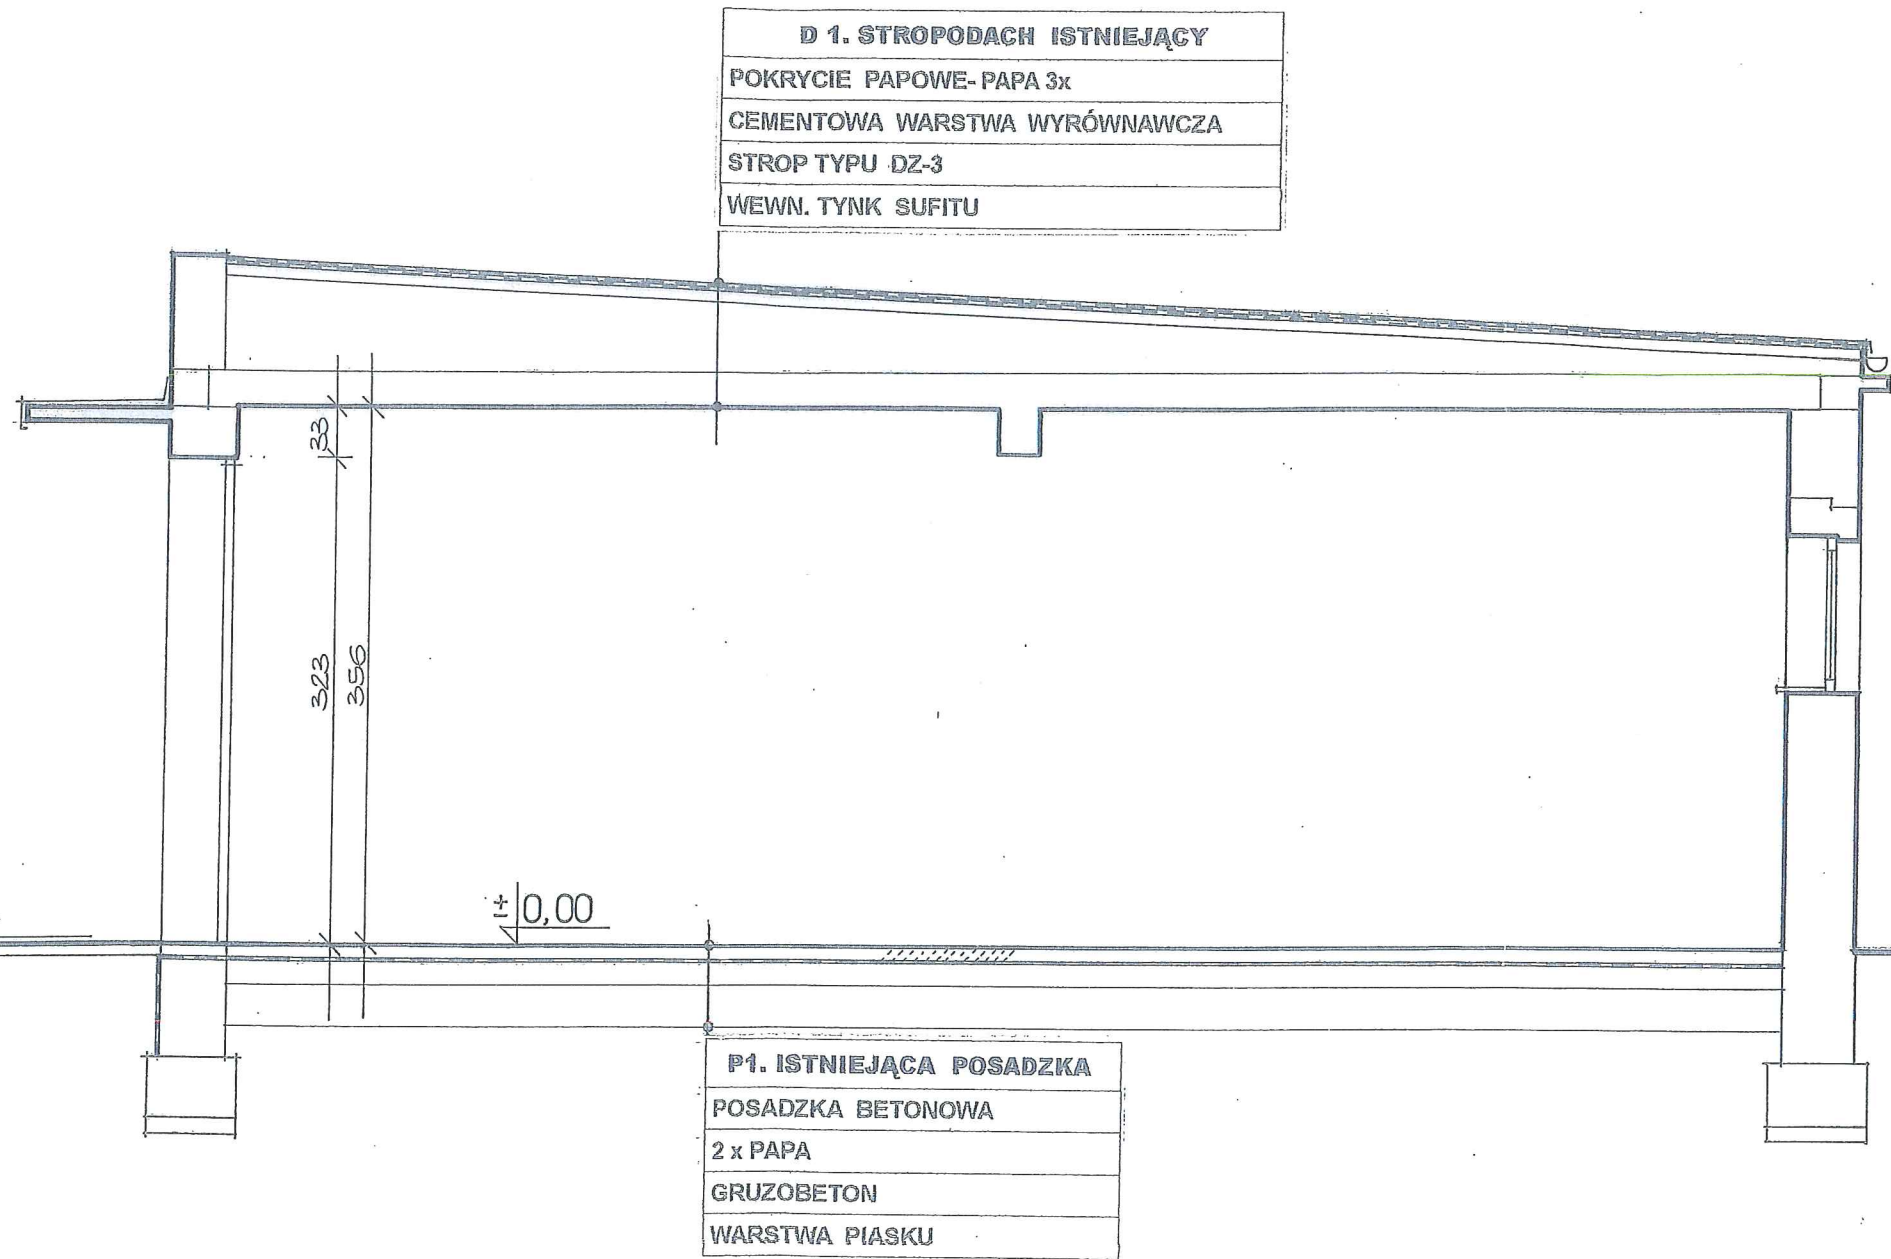 D 1. STROPODACH ISTNIEJĄCY
POKRYCIE PAPOWE- PAPA 3x
CEMENTOWA WARSTWA WYRÓWNAWCZA
STROP TYPU DZ-3
WEWN. TYNK SUFITU
33
323
356
± 0,00
P1. ISTNIEJĄCA POSADZKA
POSADZKA BETONOWA
2 x PAPA
GRUZOBETON
WARSTWA PIASKU